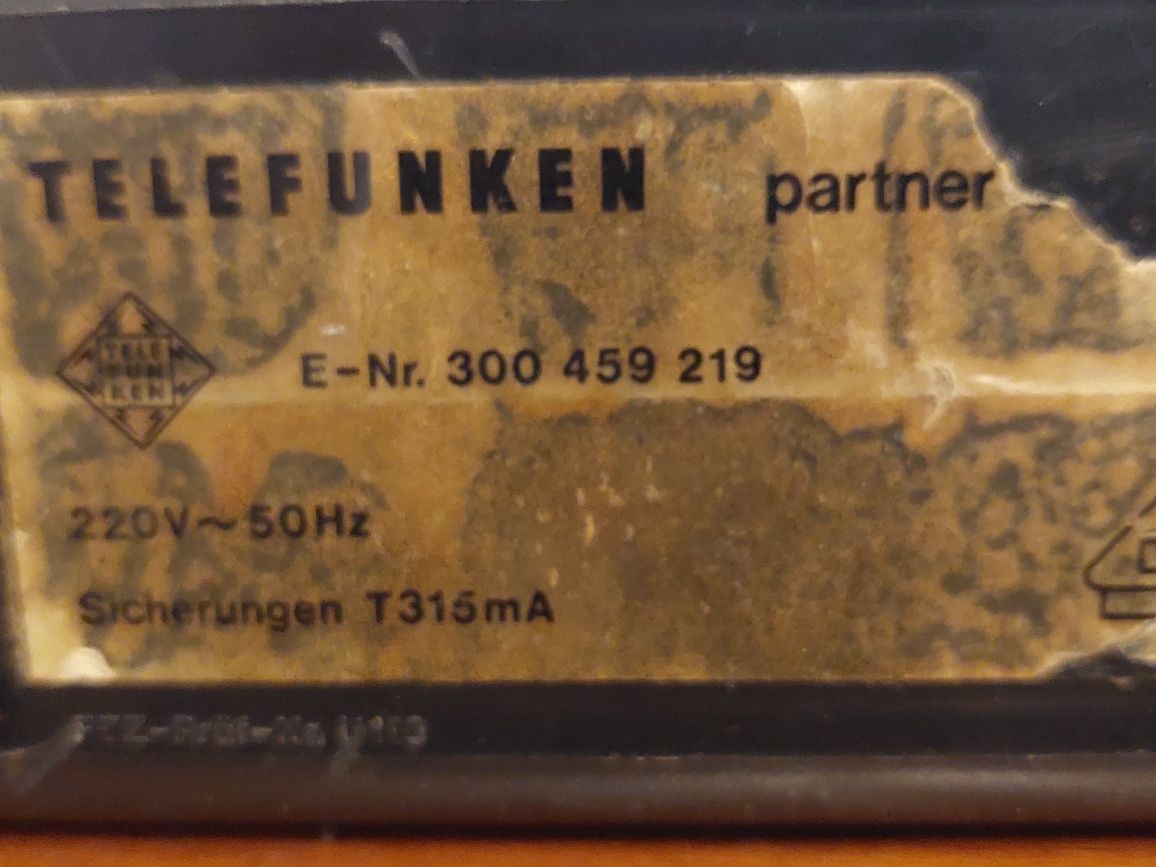 TELEFUNKEN partner
TELE
FUN
KEN
E-Nr. 300 459 219
220V~50Hz
Sicherungen T315mA